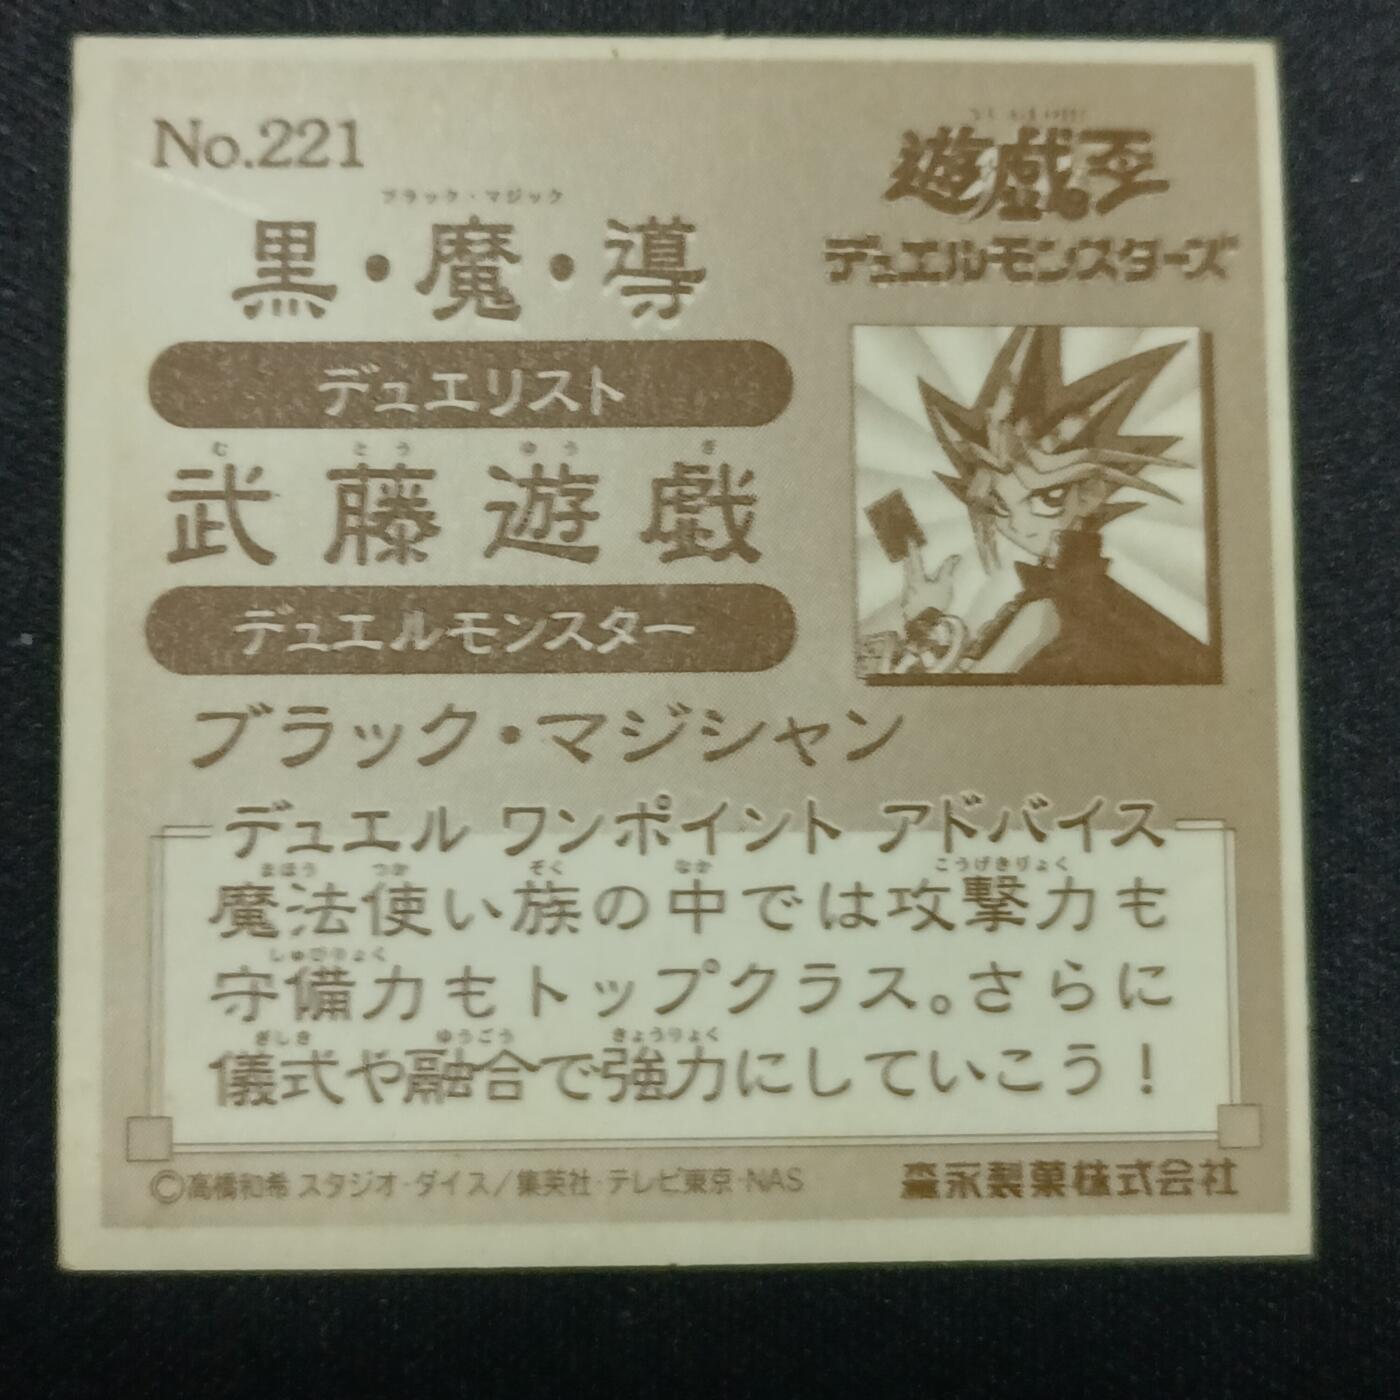 No.221
遊戯王
デュエルモンスターズ
ブラック・マジック
黒・魔・導
デュエリスト
む とう ゆう ぎ
武藤遊戯
デュエルモンスター
ブラック・マジシャン
デュエル ワンポイント アドバイス
まほう つか ぞく なか こうげきりょく
魔法使い族の中では攻撃力も
しゅびりょく
守備力もトップクラス。さらに
ぎしき ゆうごう きょうりょく
儀式や融合で強力にしていこう！
©高橋和希 スタジオ・ダイス／集英社・テレビ東京・NAS
森永製菓株式会社